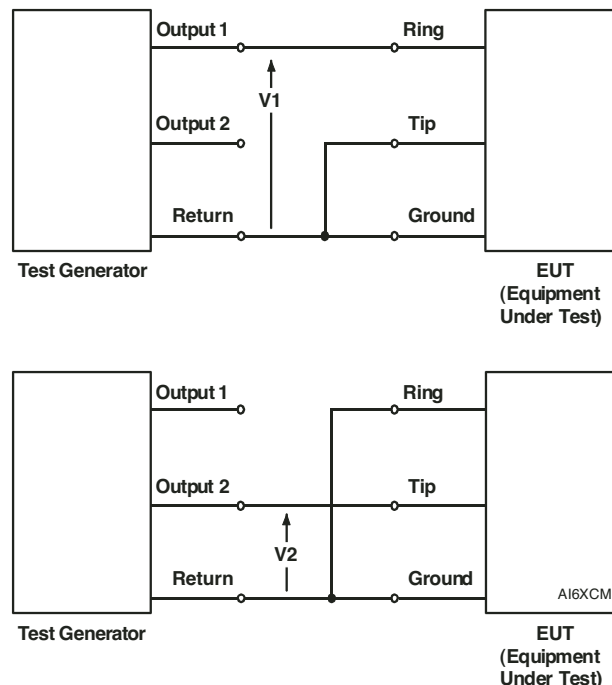 Output 1
Ring
V1
Output 2
Tip
Return
Ground
Test Generator
EUT
(Equipment
Under Test)
Output 1
Ring
Output 2
Tip
V2
Return
Ground
AI6XCM
Test Generator
EUT
(Equipment
Under Test)